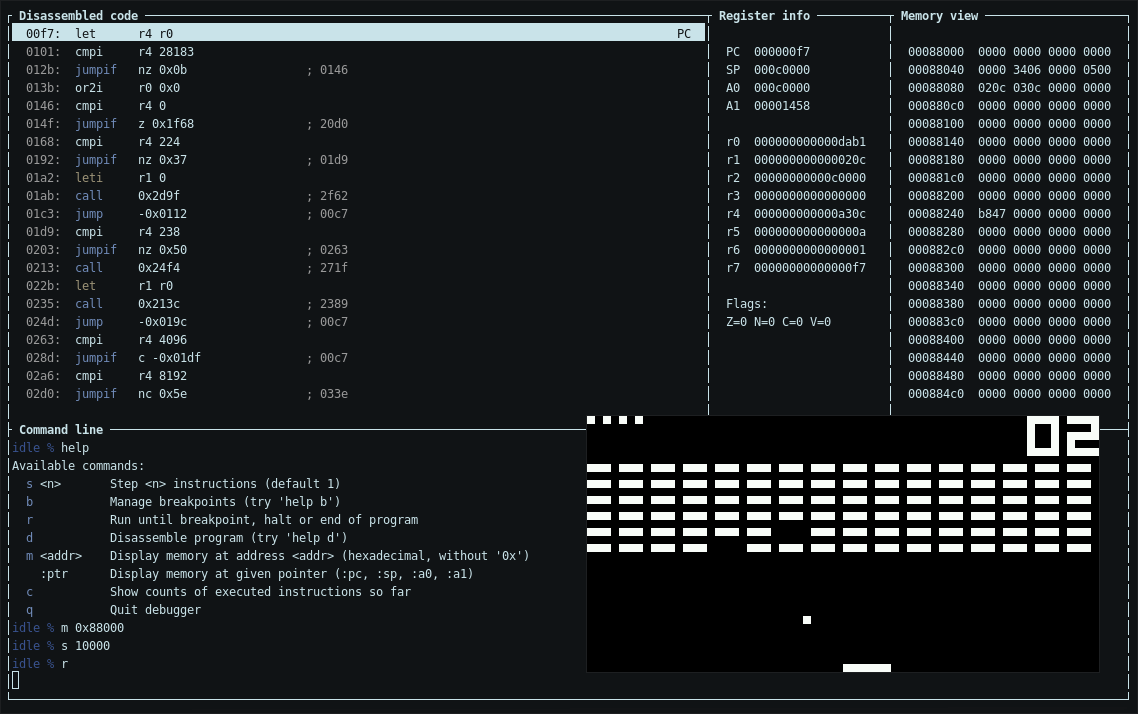 Disassembled code
00f7: let r4 r0 PC
0101: cmpi r4 28183
012b: jumpif nz 0x0b ; 0146
013b: or2i r0 0x0
0146: cmpi r4 0
014f: jumpif z 0x1f68 ; 20d0
0168: cmpi r4 224
0192: jumpif nz 0x37 ; 01d9
01a2: leti r1 0
01ab: call 0x2d9f ; 2f62
01c3: jump -0x0112 ; 00c7
01d9: cmpi r4 238
0203: jumpif nz 0x50 ; 0263
0213: call 0x24f4 ; 271f
022b: let r1 r0
0235: call 0x213c ; 2389
024d: jump -0x019c ; 00c7
0263: cmpi r4 4096
028d: jumpif c -0x01df ; 00c7
02a6: cmpi r4 8192
02d0: jumpif nc 0x5e ; 033e
Register info
PC 000000f7
SP 000c0000
A0 000c0000
A1 00001458
r0 000000000000dab1
r1 000000000000020c
r2 00000000000c0000
r3 0000000000000000
r4 000000000000a30c
r5 000000000000000a
r6 0000000000000001
r7 00000000000000f7
Flags:
Z=0 N=0 C=0 V=0
Memory view
00088000 0000 0000 0000 0000
00088040 0000 3406 0000 0500
00088080 020c 030c 0000 0000
000880c0 0000 0000 0000 0000
00088100 0000 0000 0000 0000
00088140 0000 0000 0000 0000
00088180 0000 0000 0000 0000
000881c0 0000 0000 0000 0000
00088200 0000 0000 0000 0000
00088240 b847 0000 0000 0000
00088280 0000 0000 0000 0000
000882c0 0000 0000 0000 0000
00088300 0000 0000 0000 0000
00088340 0000 0000 0000 0000
00088380 0000 0000 0000 0000
000883c0 0000 0000 0000 0000
00088400 0000 0000 0000 0000
00088440 0000 0000 0000 0000
00088480 0000 0000 0000 0000
000884c0 0000 0000 0000 0000
Command line
idle % help
Available commands:
s <n> Step <n> instructions (default 1)
b Manage breakpoints (try 'help b')
r Run until breakpoint, halt or end of program
d Disassemble program (try 'help d')
m <addr> Display memory at address <addr> (hexadecimal, without '0x')
:ptr Display memory at given pointer (:pc, :sp, :a0, :a1)
c Show counts of executed instructions so far
q Quit debugger
idle % m 0x88000
idle % s 10000
idle % r
02